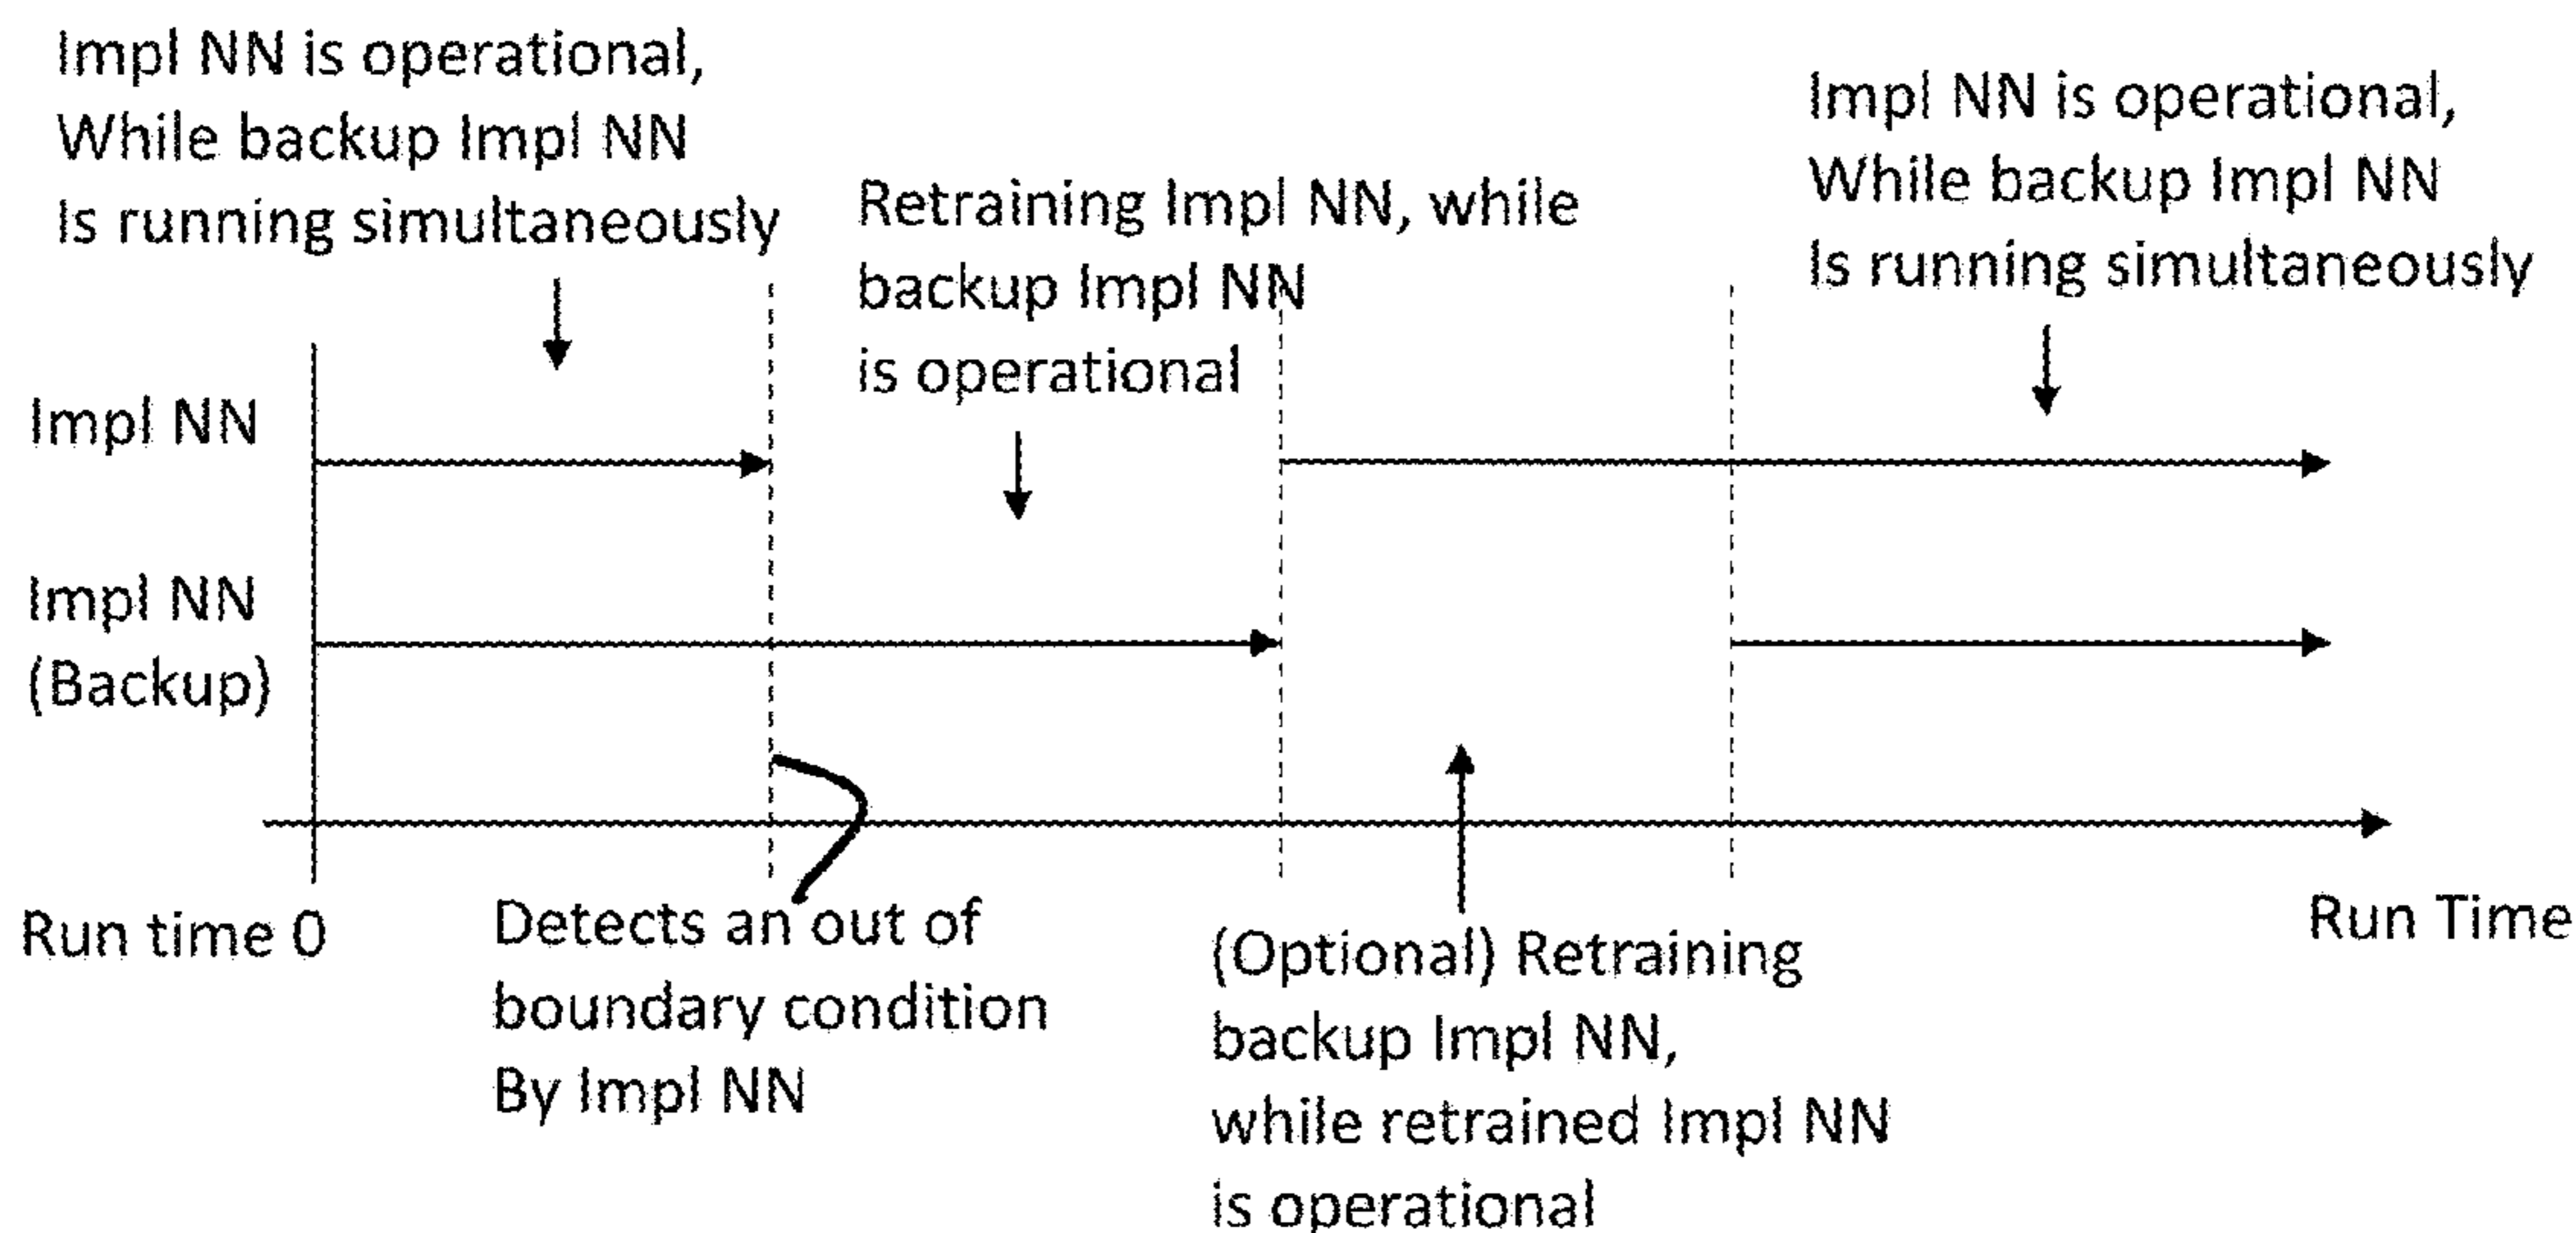 Impl NN is operational,
While backup Impl NN
Is running simultaneously
Retraining Impl NN, while
backup Impl NN
is operational
Impl NN is operational,
While backup Impl NN
Is running simultaneously
Impl NN
Impl NN
(Backup)
Run time 0
Detects an out of
boundary condition
By Impl NN
(Optional) Retraining
backup Impl NN,
while retrained Impl NN
is operational
Run Time